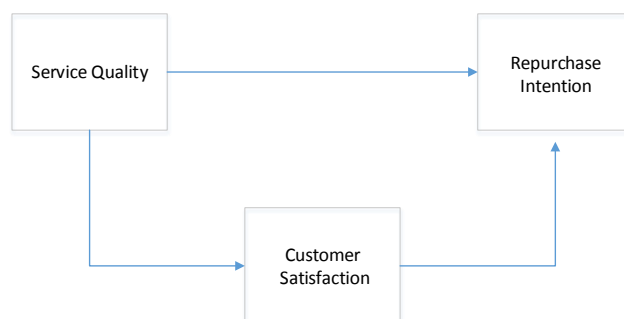 Service Quality
Repurchase
Intention
Customer
Satisfaction